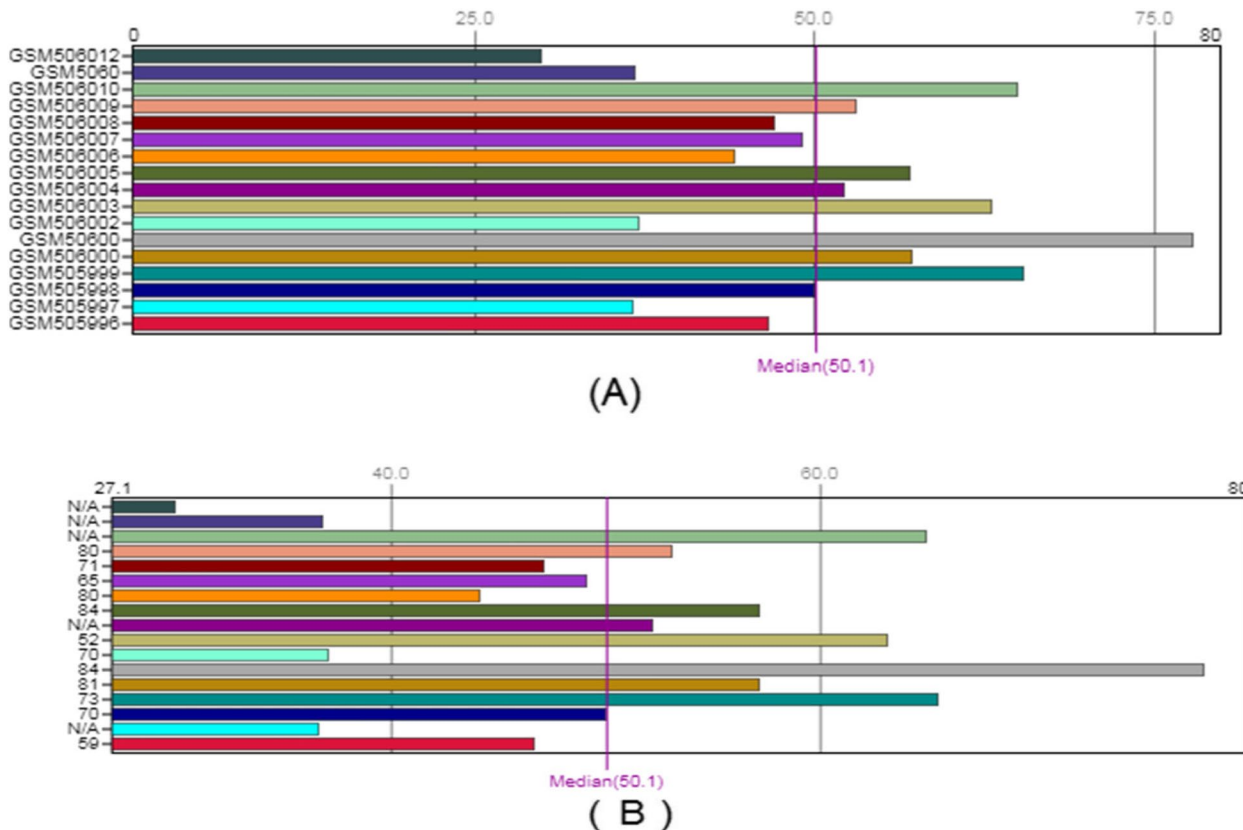 25.0 50.0 75.0
0 80
GSM506012
GSM5060
GSM506010
GSM506009
GSM506008
GSM506007
GSM506006
GSM506005
GSM506004
GSM506003
GSM506002
GSM50600
GSM506000
GSM505999
GSM505998
GSM505997
GSM505996
Median(50.1)
(A)
40.0 60.0
27.1 80
N/A
N/A
N/A
80
71
65
80
84
N/A
52
70
84
81
73
70
N/A
59
Median(50.1)
( B )